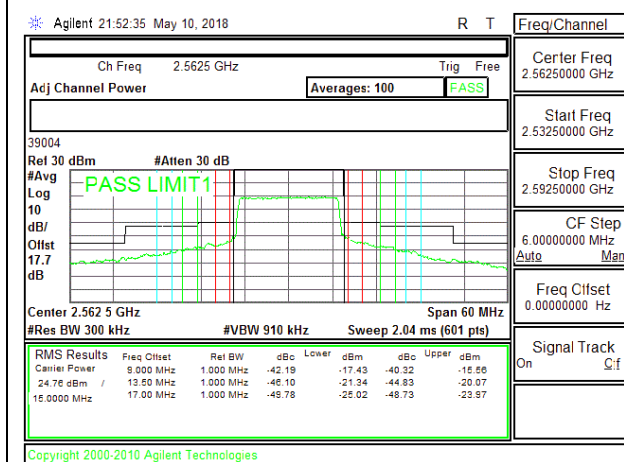 Agilent 21:52:35 May 10, 2018 R T
Freq/Channel
Ch Freq 2.5625 GHz Trig Free
Adj Channel Power Averages: 100 PASS
Center Freq
2.56250000 GHz
Start Freq
2.53250000 GHz
Stop Freq
2.59250000 GHz
CF Step
6.00000000 MHz
Auto Man
Freq Offset
0.00000000 Hz
Signal Track
On Off
39004
Ref 30 dBm #Atten 30 dB
#Avg
Log
10
dB/
Offst
17.7
dB
PASS LIMIT1
Center 2.562 5 GHz Span 60 MHz
#Res BW 300 kHz #VBW 910 kHz Sweep 2.04 ms (601 pts)
RMS Results Freq Offset Ref BW dBc Lower dBm dBc Upper dBm
Carrier Power 9.000 MHz 1.000 MHz -42.19 -17.43 -40.32 -15.56
24.76 dBm / 13.50 MHz 1.000 MHz -46.10 -21.34 -44.83 -20.07
15.0000 MHz 17.00 MHz 1.000 MHz -49.78 -25.02 -48.73 -23.97
Copyright 2000-2010 Agilent Technologies